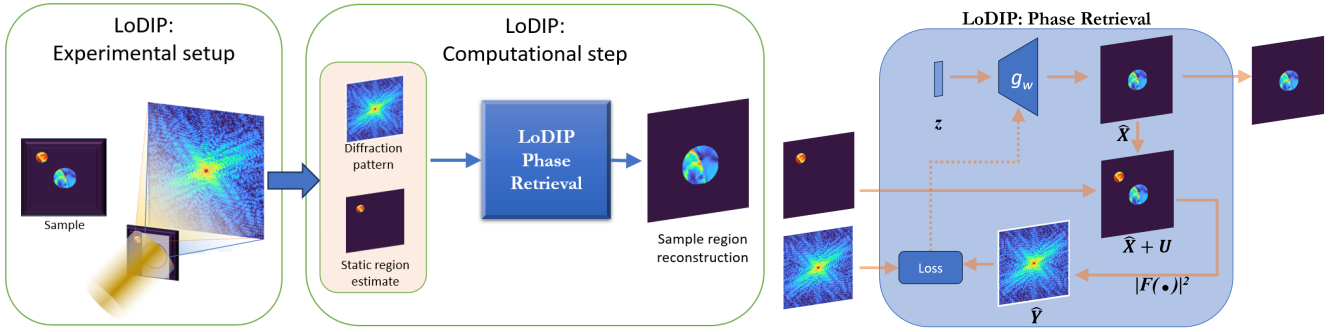 LoDIP:
Experimental setup
Sample
LoDIP:
Computational step
Diffraction
pattern
Static region
estimate
LoDIP
Phase
Retrieval
Sample region
reconstruction
LoDIP: Phase Retrieval
z
g_w
X̂
X̂ + U
|F(•)|²
Loss
Ŷ